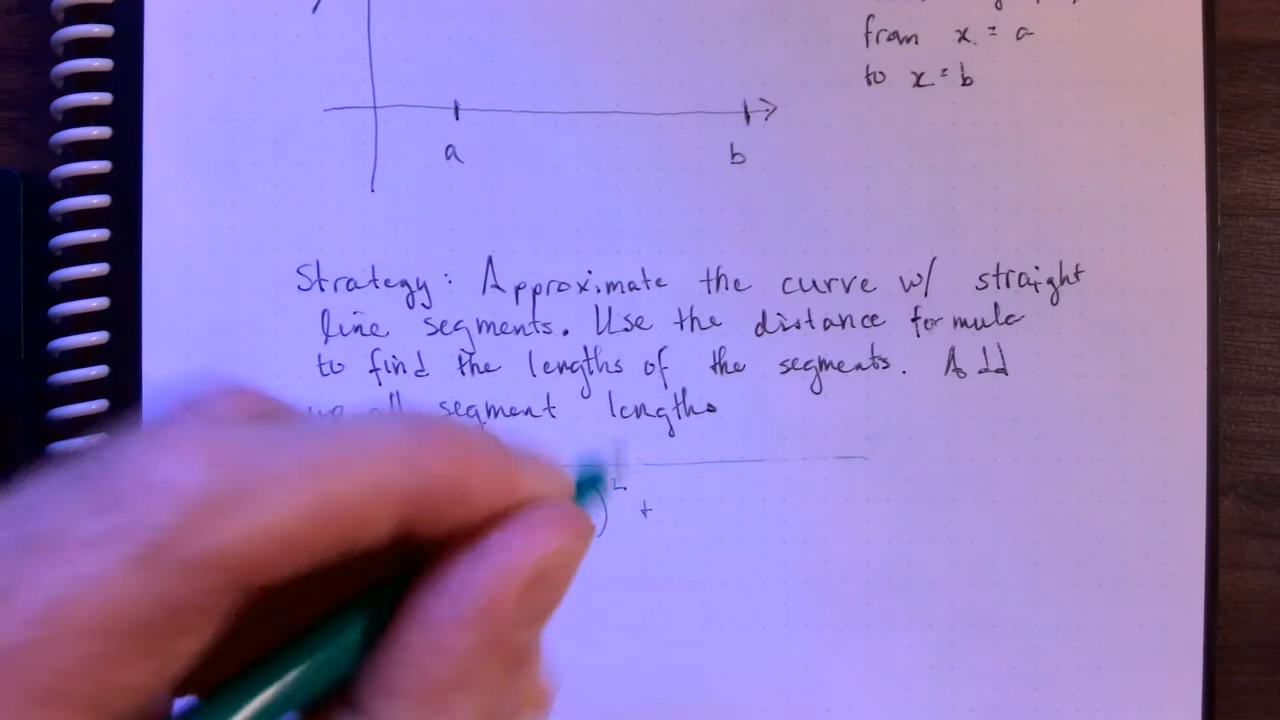 from x = a
to x = b
a b
Strategy: Approximate the curve w/ straight
line segments. Use the distance formula
to find the lengths of the segments. Add
segment lengths
)² +